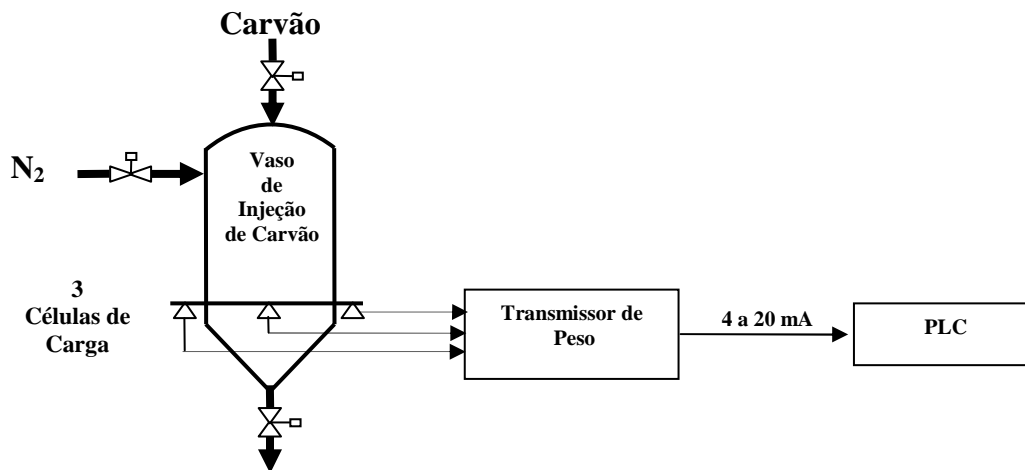 Carvão
N2
Vaso
de
Injeção
de Carvão
3
Células de
Carga
Transmissor de
Peso
4 a 20 mA
PLC